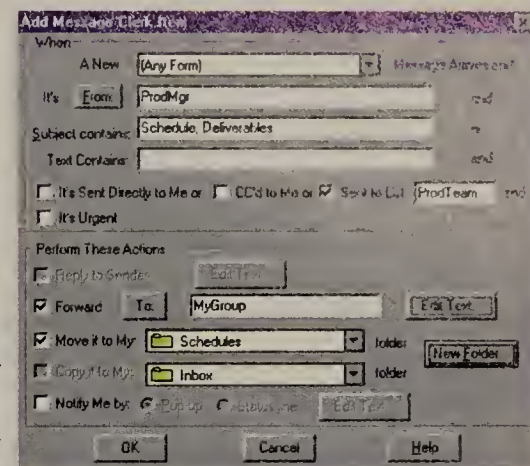 Add Message Clerk Item
When
A New (Any Form) Message Arrives and
It's From: ProdMgr and
Subject contains: Schedule, Deliverables
Text Contains: and
It's Sent Directly to Me or CC'd to Me or Sent to List ProdTeam and
It's Urgent
Perform These Actions
Reply to Sender Edit Text
Forward To: MyGroup Edit Text
Move it to My: Schedules folder New Folder
Copy it to My: Inbox folder
Notify Me by: Pop up Status line Edit Text
OK Cancel Help